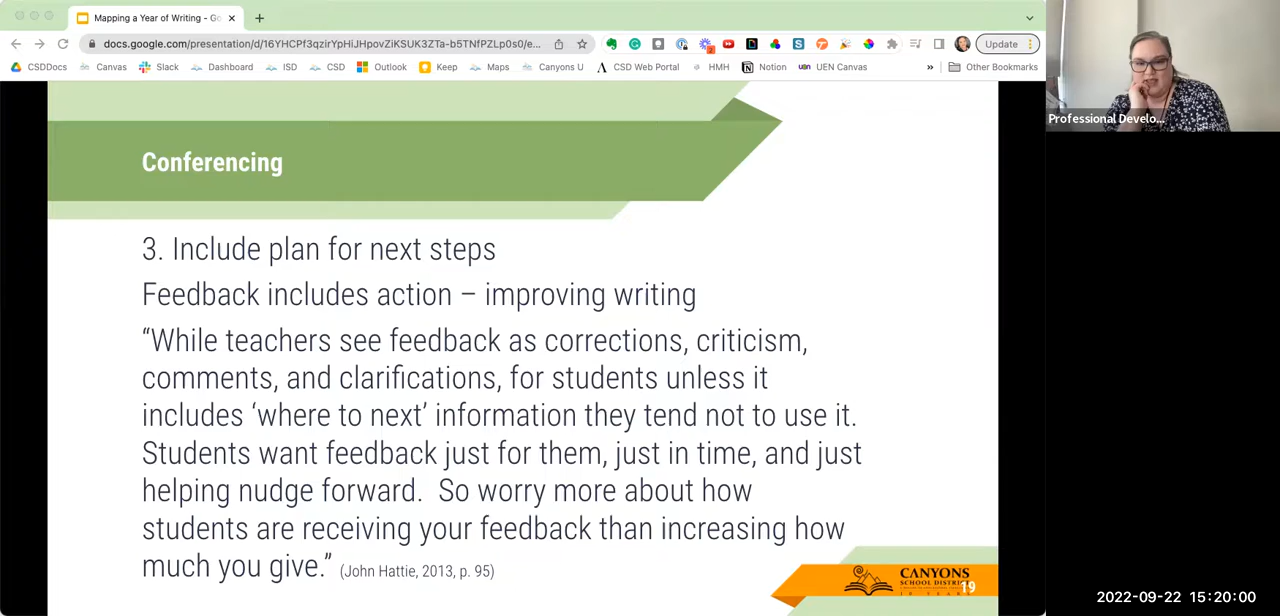 Mapping a Year of Writing - Go
docs.google.com/presentation/d/16YHCPf3qzirYpHiJHpovZiKSUK3ZTa-b5TNfPZLp0s0/e...
Update
CSDDocs Canvas Slack Dashboard ISD CSD Outlook Keep Maps Canyons U CSD Web Portal HMH Notion UEN Canvas » Other Bookmarks
Professional Develo...
Conferencing
3. Include plan for next steps
Feedback includes action – improving writing
“While teachers see feedback as corrections, criticism,
comments, and clarifications, for students unless it
includes ‘where to next’ information they tend not to use it.
Students want feedback just for them, just in time, and just
helping nudge forward.  So worry more about how
students are receiving your feedback than increasing how
much you give.” (John Hattie, 2013, p. 95)
CANYONS
SCHOOL DISTRICT
19
2022-09-22 15:20:00